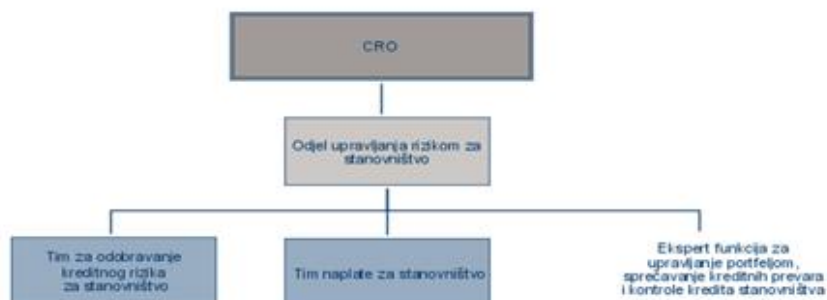 CRO
Odjel upravljanja rizikom za
stanovništvo
Tim za odobravanje
kreditnog rizika
za stanovništvo
Tim naplate za stanovništvo
Ekspert funkcija za
upravljanje portfeljom,
sprečavanje kreditnih prevara
i kontrole kredita stanovništva